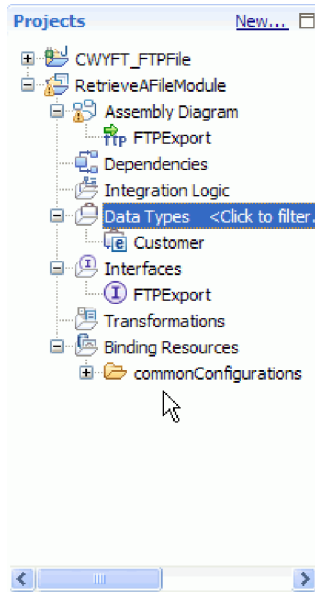 Projects New...
CWYFT_FTPFile
RetrieveAFileModule
Assembly Diagram
FTP FTPExport
Dependencies
Integration Logic
Data Types <Click to filter.
e Customer
Interfaces
I FTPExport
Transformations
Binding Resources
commonConfigurations